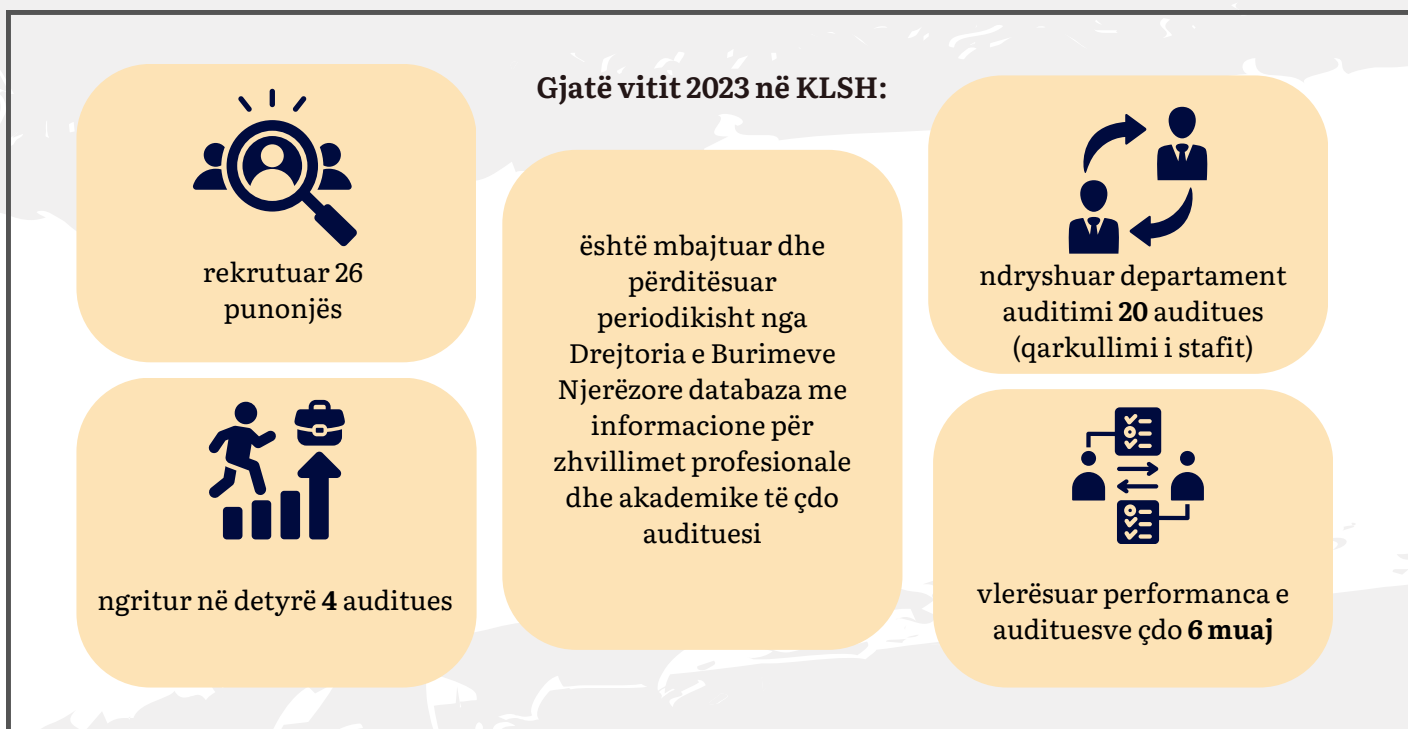 Gjatë vitit 2023 në KLSH:
rekrutuar 26
punonjës
ngritur në detyrë 4 auditues
është mbajtuar dhe
përditësuar
periodikisht nga
Drejtoria e Burimeve
Njerëzore databaza me
informacione për
zhvillimet profesionale
dhe akademike të çdo
audituesi
ndryshuar departament
auditimi 20 auditues
(qarkullimi i stafit)
vlerësuar performanca e
audituesve çdo 6 muaj